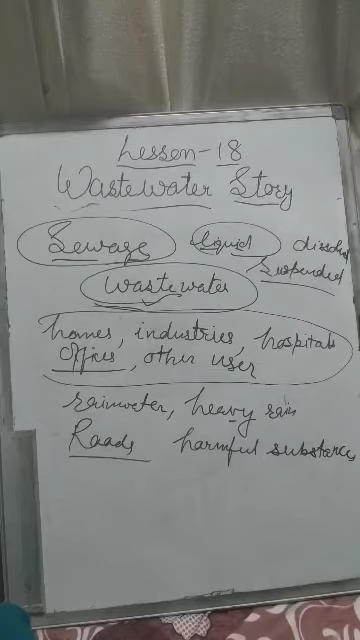 Lesson-18
Wastewater Story
Sewage liquid dissolved
suspended
wastewater
homes, industries, hospitals
offices, other user
rainwater, heavy rain
Roads harmful substances